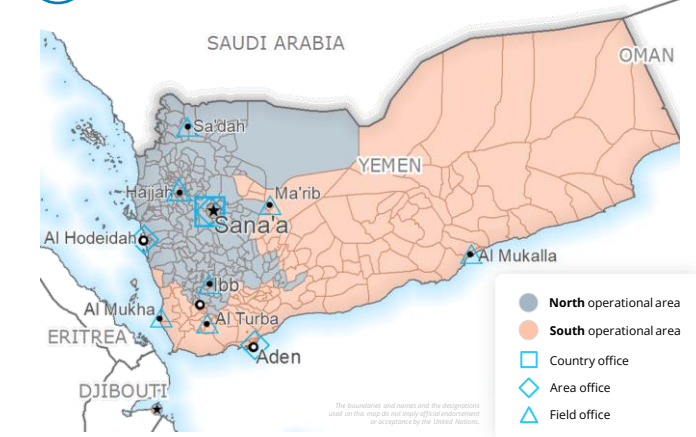 SAUDI ARABIA
OMAN
Sa'dah
YEMEN
Hajjah
Ma'rib
Sana'a
Al Hodeidah
Al Mukalla
Ibb
Al Mukha
Al Turba
ERITREA
Aden
DJIBOUTI
North operational area
South operational area
Country office
Area office
Field office
The boundaries and names and the designations
used on this map do not imply official endorsement
or acceptance by the United Nations.